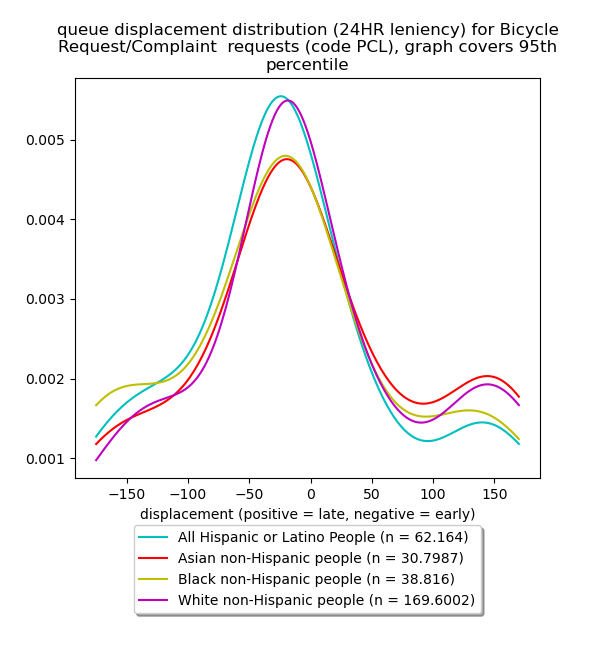 queue displacement distribution (24HR leniency) for Bicycle
Request/Complaint  requests (code PCL), graph covers 95th
percentile
0.005
0.004
0.003
0.002
0.001
−150 −100 −50 0 50 100 150
displacement (positive = late, negative = early)
All Hispanic or Latino People (n = 62.164)
Asian non-Hispanic people (n = 30.7987)
Black non-Hispanic people (n = 38.816)
White non-Hispanic people (n = 169.6002)